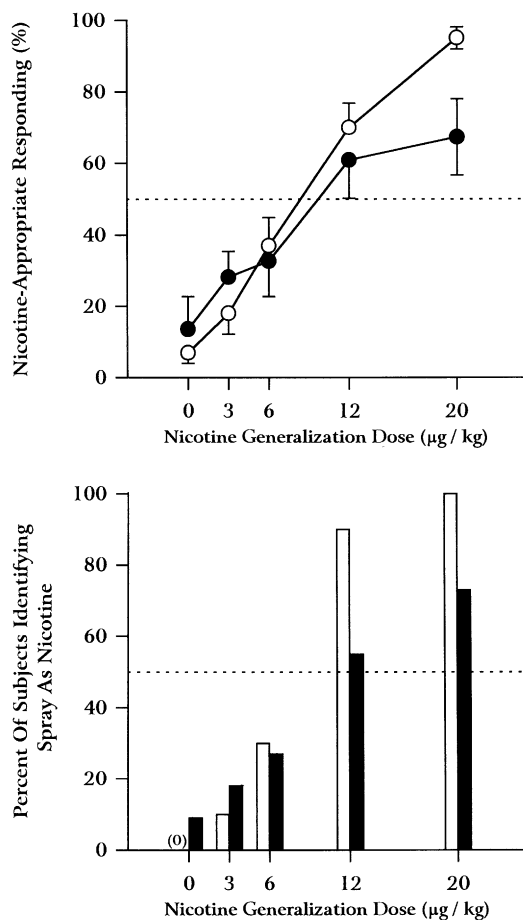 Nicotine-Appropriate Responding (%)
100
80
60
40
20
0
0 3 6 12 20
Nicotine Generalization Dose (µg / kg)
Percent Of Subjects Identifying
Spray As Nicotine
100
80
60
40
20
0
(0)
0 3 6 12 20
Nicotine Generalization Dose (µg / kg)